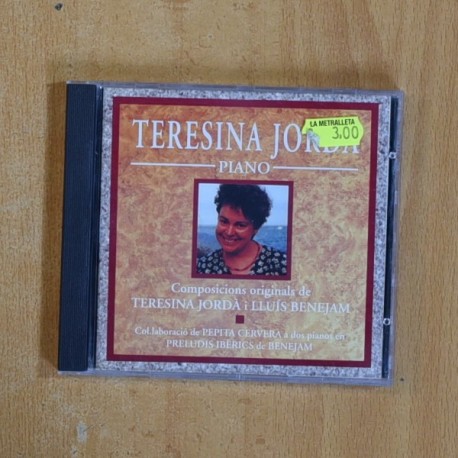 TERESINA JORDÀ
LA METRALLETA
3,00
PIANO
Composicions originals de
TERESINA JORDÀ i LLUÍS BENEJAM
Col.laboració de PEPITA CERVERA a dos pianos en
PRELUDIS IBÈRICS de BENEJAM